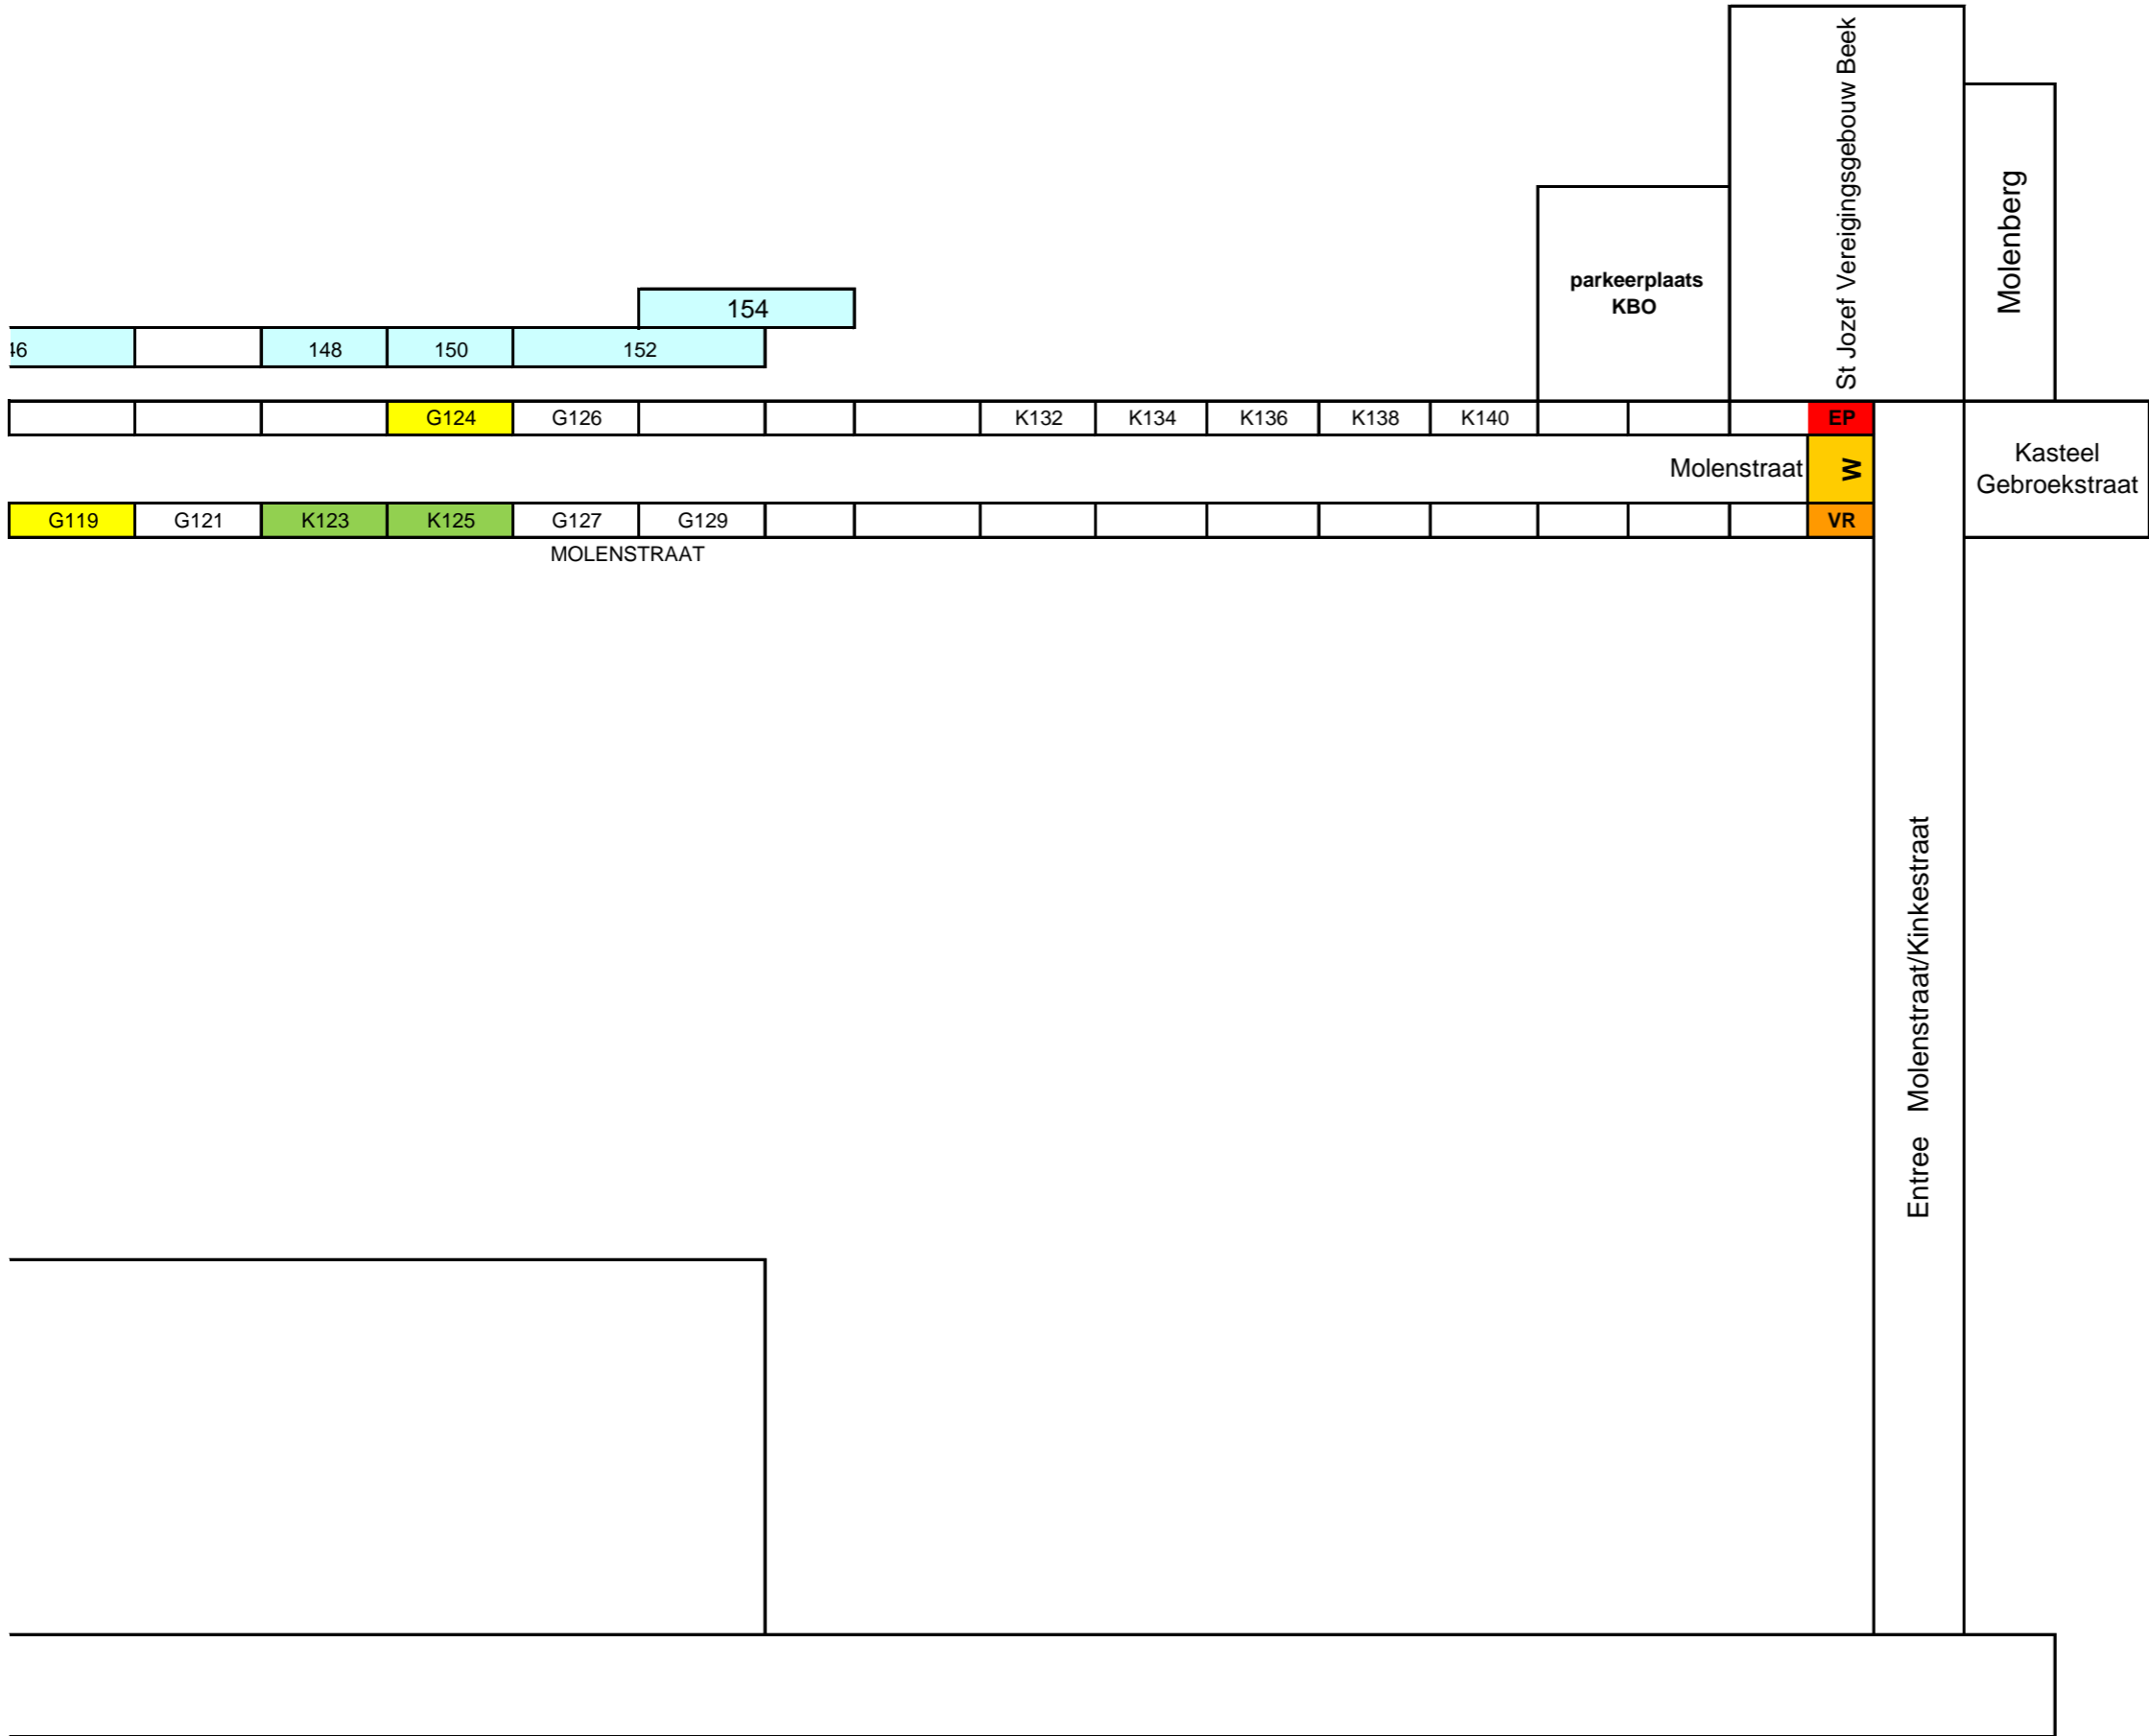 St Jozef Vereigingsgebouw Beek
Molenberg
parkeerplaats
KBO
154
46 148 150 152
G124 G126 K132 K134 K136 K138 K140 EP
Molenstraat W
Kasteel
Gebroekstraat
G119 G121 K123 K125 G127 G129 VR
MOLENSTRAAT
Entree Molenstraat/Kinkestraat